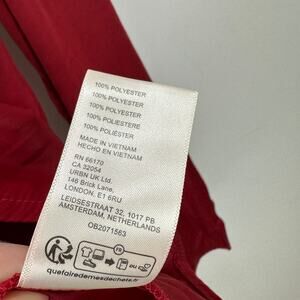 100% POLYESTER
100% POLYESTER
100% POLYESTER
100% POLIESTERE
100% POLIÉSTER
MADE IN VIETNAM
HECHO EN VIETNAM
RN 66170
CA 32054
URBN UK Ltd.
146 Brick Lane,
LONDON, E1 6RU
LEIDSESTRAAT 32, 1017 PB
AMSTERDAM, NETHERLANDS
OB2071563
FR
quefairedemesdechets.fr